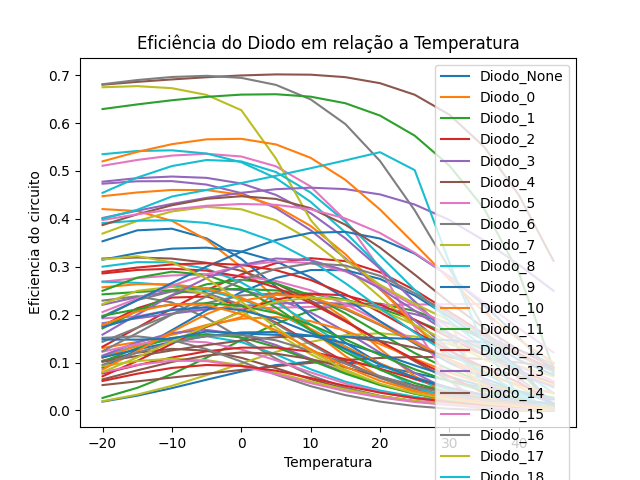 Eficiência do Diodo em relação a Temperatura
Eficiencia do circuito
0.7
0.6
0.5
0.4
0.3
0.2
0.1
0.0
−20
−10
0
10
20
30
40
Temperatura
Diodo_None
Diodo_0
Diodo_1
Diodo_2
Diodo_3
Diodo_4
Diodo_5
Diodo_6
Diodo_7
Diodo_8
Diodo_9
Diodo_10
Diodo_11
Diodo_12
Diodo_13
Diodo_14
Diodo_15
Diodo_16
Diodo_17
Diodo_18